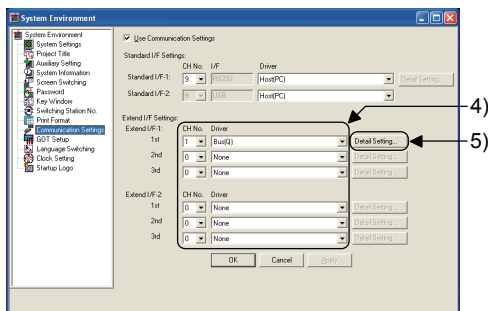 System Environment
System Environment
System Settings
Project Title
Auxiliary Setting
System Information
Screen Switching
Password
Key Window
Switching Station No.
Print Format
Communication Settings
GOT Setup
Language Switching
Clock Setting
Startup Logo
Use Communication Settings
Standard I/F Settings:
CH No. I/F Driver
Standard I/F-1: 9 RS232 Host(PC) Detail Setting...
Standard I/F-2: 9 USB Host(PC)
4)
Extend I/F Settings:
Extend I/F-1: CH No. Driver
1st 1 Bus(Q) Detail Setting... 5)
2nd 0 None Detail Setting...
3rd 0 None Detail Setting...
Extend I/F-2: CH No. Driver
1st 0 None Detail Setting...
2nd 0 None Detail Setting...
3rd 0 None Detail Setting...
OK Cancel Apply